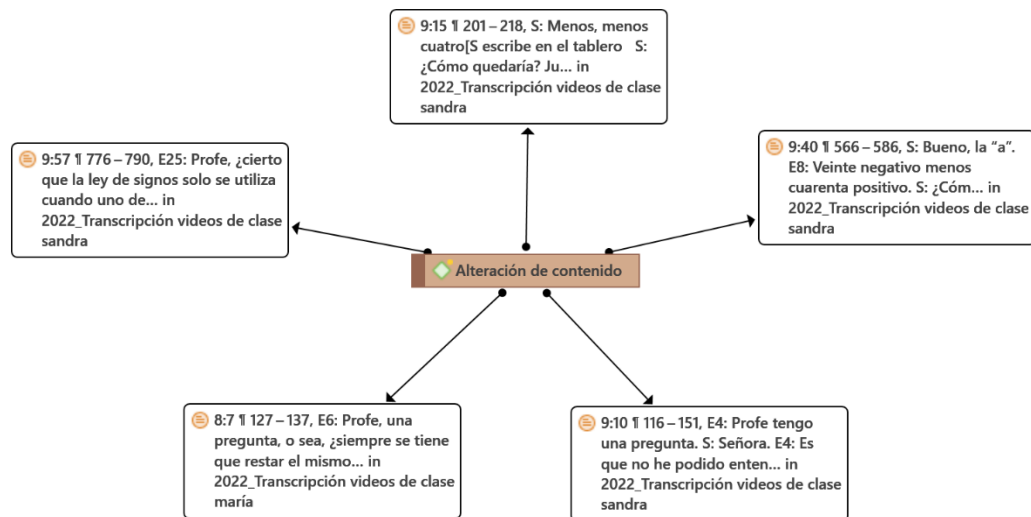 9:15 ¶ 201 – 218, S: Menos, menos
cuatro[S escribe en el tablero   S:
¿Cómo quedaría? Ju... in
2022_Transcripción videos de clase
sandra
9:57 ¶ 776 – 790, E25: Profe, ¿cierto
que la ley de signos solo se utiliza
cuando uno de... in
2022_Transcripción videos de clase
sandra
9:40 ¶ 566 – 586, S: Bueno, la “a”.
E8: Veinte negativo menos
cuarenta positivo. S: ¿Cóm... in
2022_Transcripción videos de clase
sandra
Alteración de contenido
8:7 ¶ 127 – 137, E6: Profe, una
pregunta, o sea, ¿siempre se tiene
que restar el mismo... in
2022_Transcripción videos de clase
maría
9:10 ¶ 116 – 151, E4: Profe tengo
una pregunta. S: Señora. E4: Es
que no he podido enten... in
2022_Transcripción videos de clase
sandra